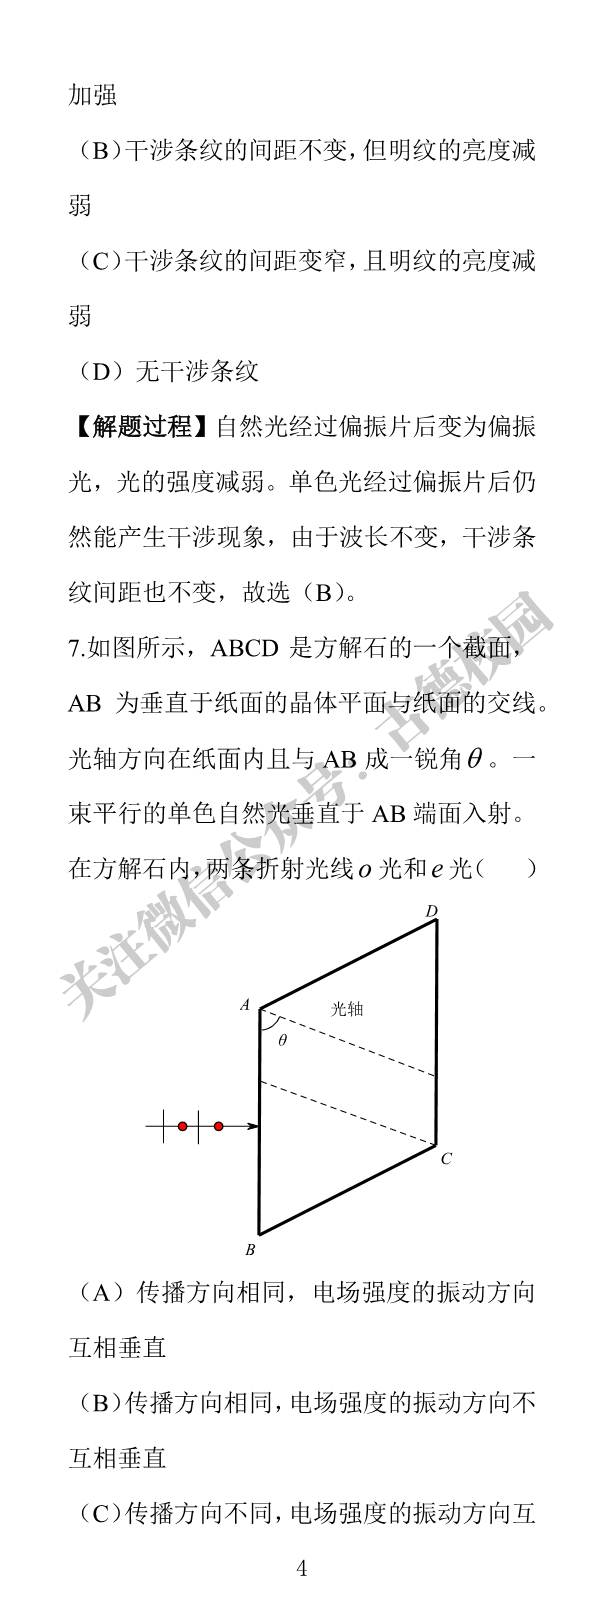 加强
（B）干涉条纹的间距不变，但明纹的亮度减
弱
（C）干涉条纹的间距变窄，且明纹的亮度减
弱
（D）无干涉条纹
【解题过程】自然光经过偏振片后变为偏振
光，光的强度减弱。单色光经过偏振片后仍
然能产生干涉现象，由于波长不变，干涉条
纹间距也不变，故选（B）。
7.如图所示，ABCD 是方解石的一个截面，
AB 为垂直于纸面的晶体平面与纸面的交线。
光轴方向在纸面内且与 AB 成一锐角θ。一
束平行的单色自然光垂直于 AB 端面入射。
在方解石内，两条折射光线 o 光和 e 光（ ）
D
A
光轴
θ
C
B
（A）传播方向相同，电场强度的振动方向
互相垂直
（B）传播方向相同，电场强度的振动方向不
互相垂直
（C）传播方向不同，电场强度的振动方向互
4
关注微信公众号：古德校园